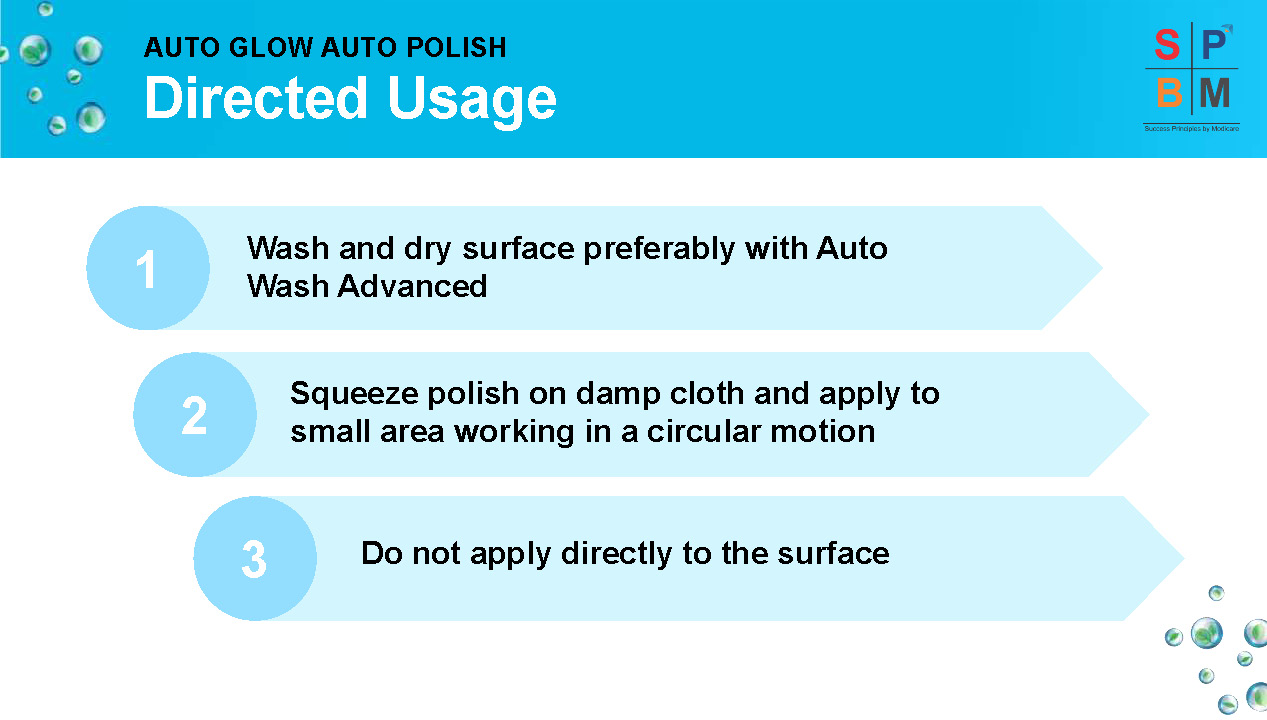 AUTO GLOW AUTO POLISH
Directed Usage
S P
B M
Success Principles by Modicare
1
Wash and dry surface preferably with Auto
Wash Advanced
2
Squeeze polish on damp cloth and apply to
small area working in a circular motion
3
Do not apply directly to the surface